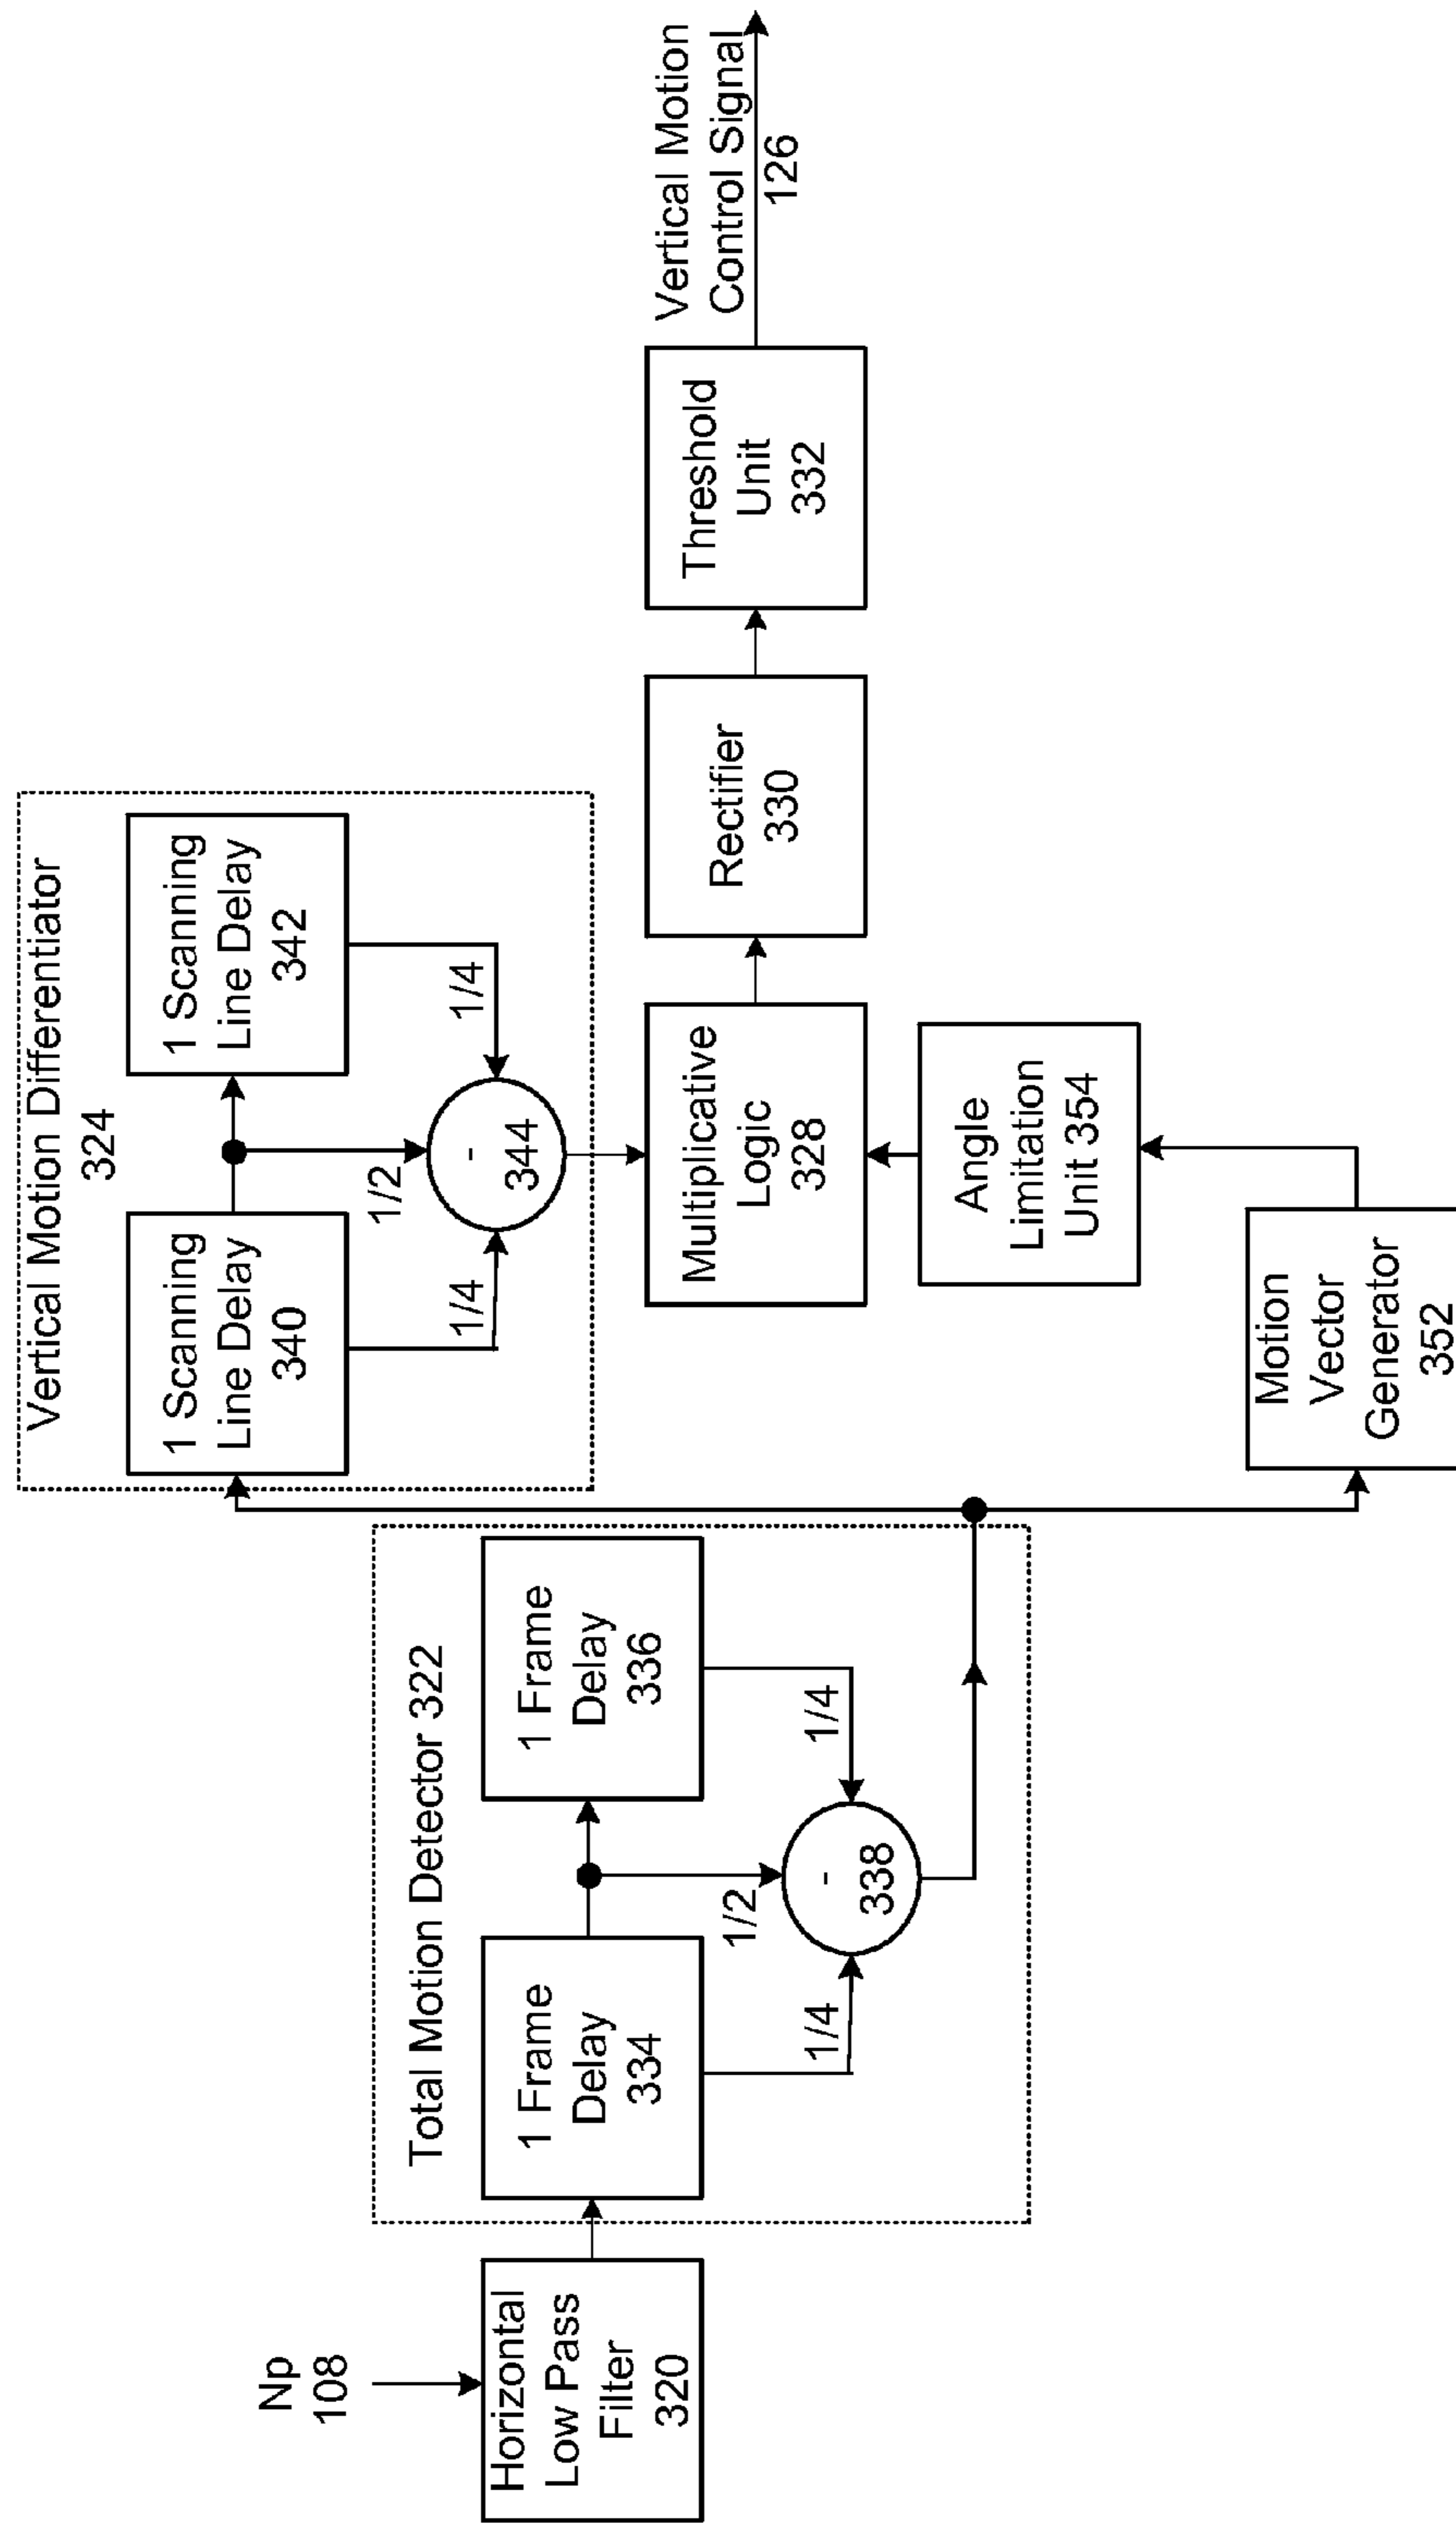 Np
108
Horizontal
Low Pass
Filter
320
Total Motion Detector 322
1 Frame
Delay
334
1 Frame
Delay
336
1/4
1/2
1/4
-
338
Vertical Motion Differentiator
324
1 Scanning
Line Delay
340
1 Scanning
Line Delay
342
1/4
1/2
1/4
-
344
Motion
Vector
Generator
352
Angle
Limitation
Unit 354
Multiplicative
Logic
328
Rectifier
330
Threshold
Unit
332
Vertical Motion
Control Signal
126